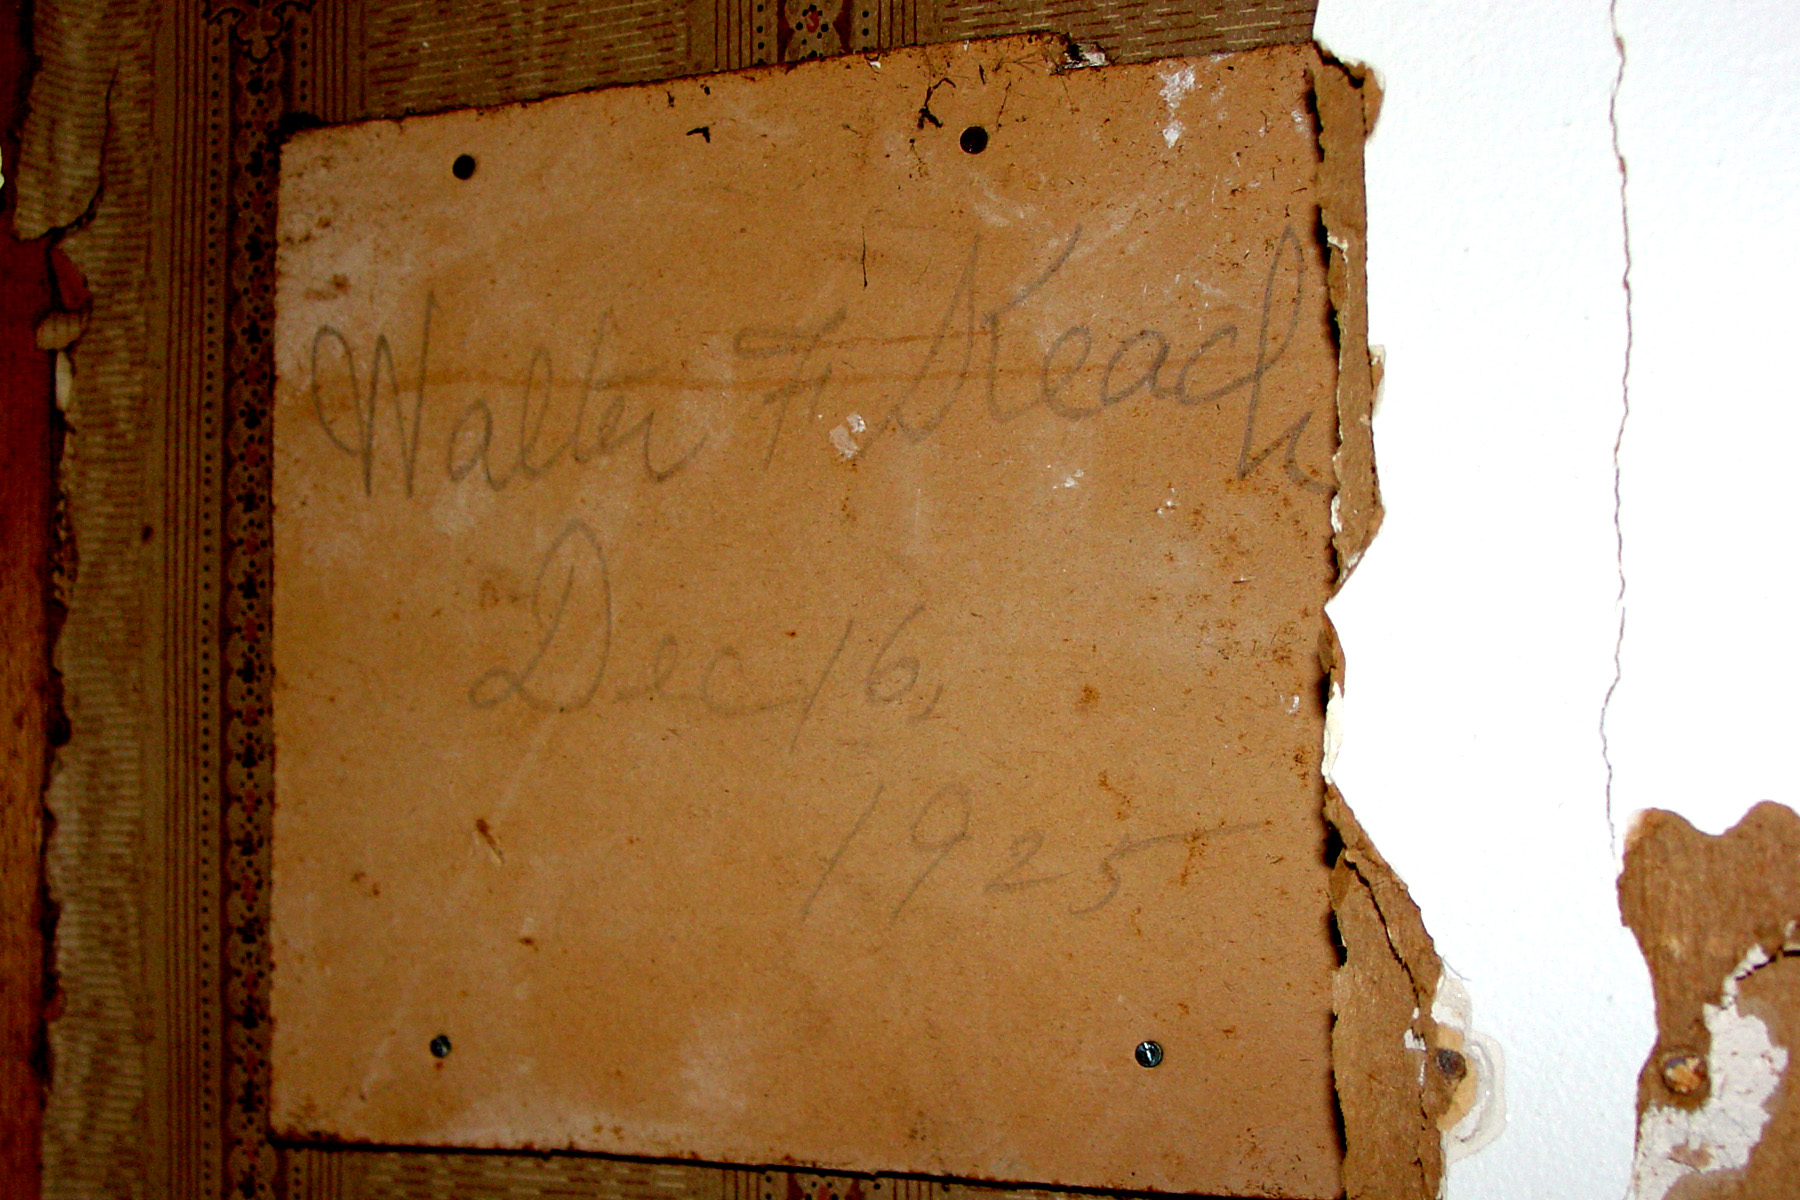 Walter F Keach
Dec 16,
1925